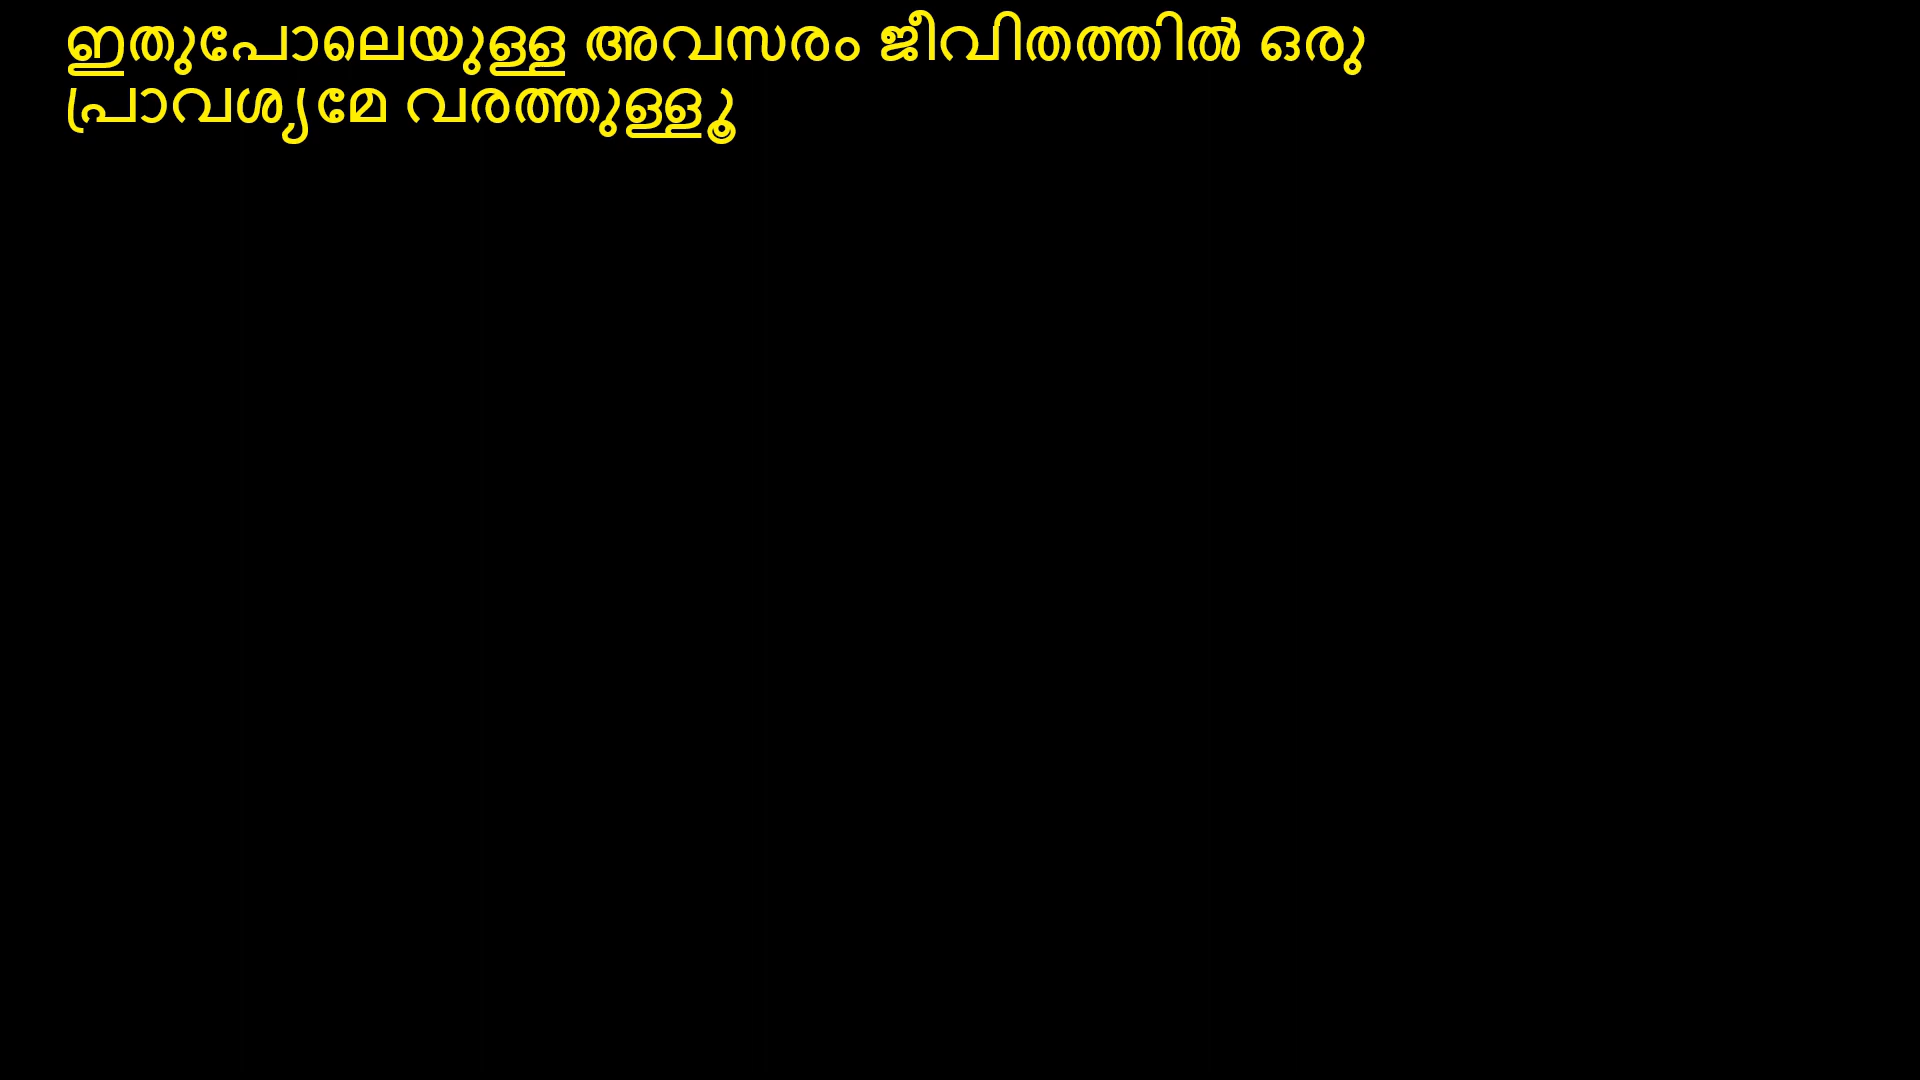 ഇതുപോലെയുള്ള അവസരം ജീവിതത്തിൽ ഒരു
പ്രാവശ്യമേ വരത്തുള്ളൂ